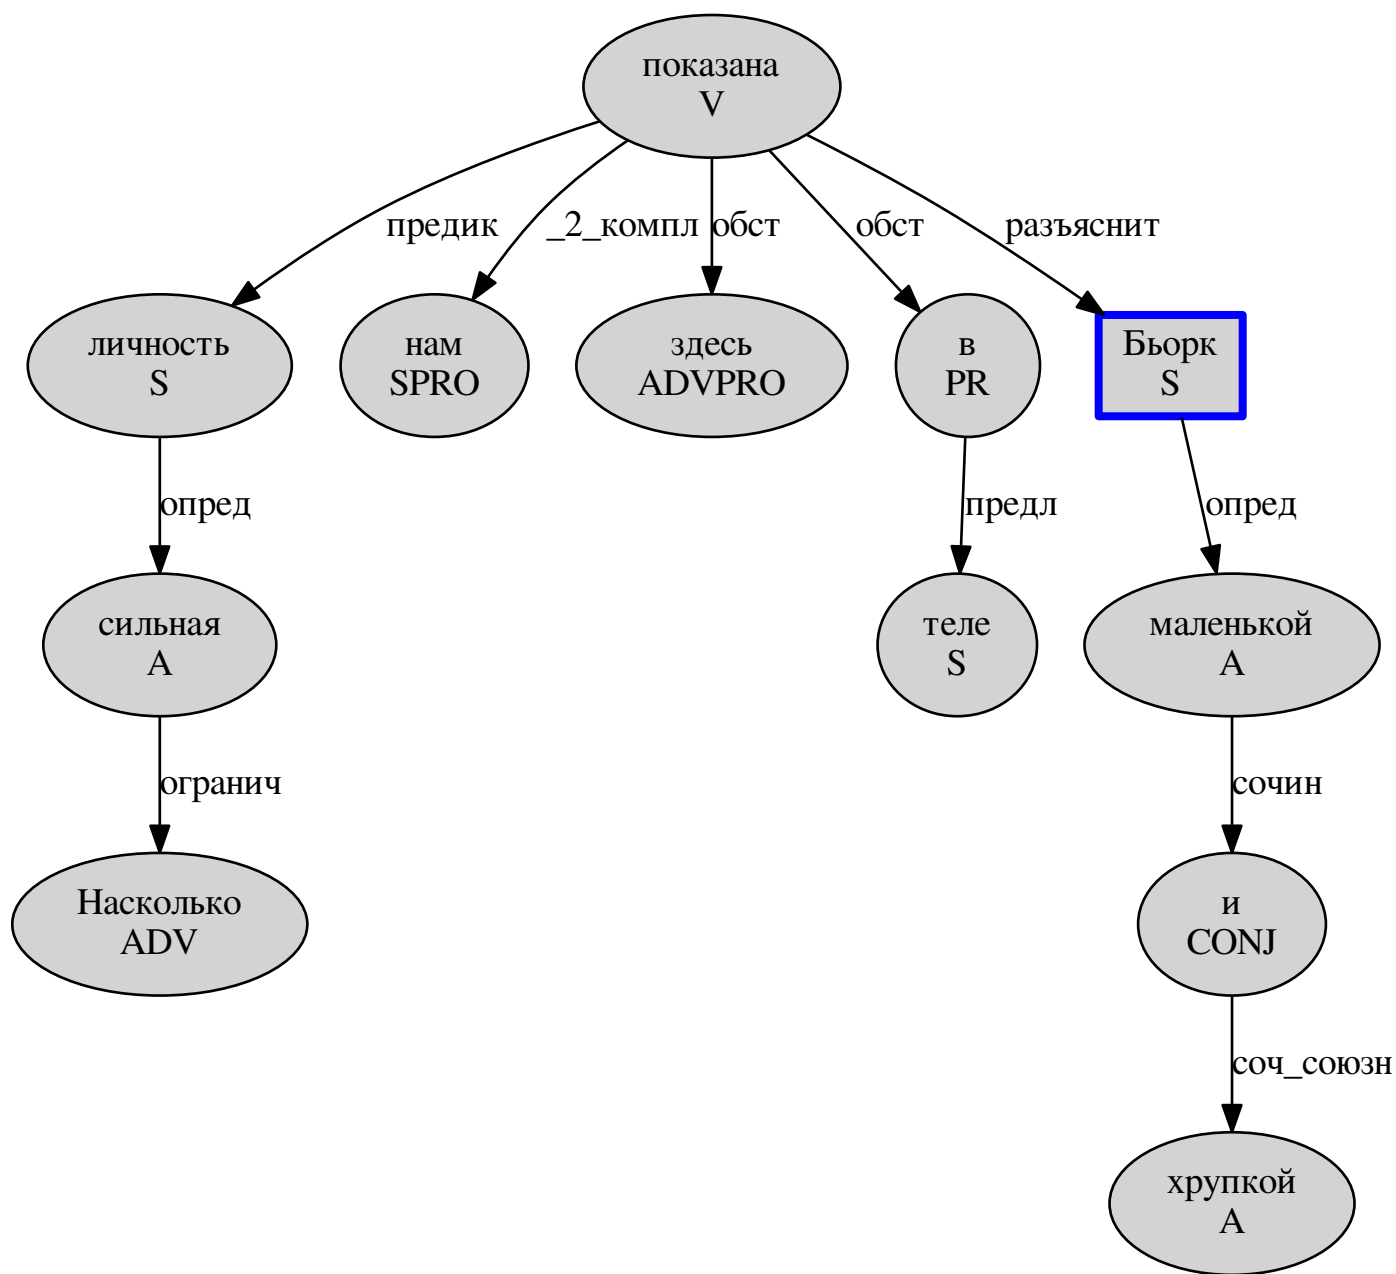 показана
V
предик
_2_компл
обст
обст
разъяснит
личность
S
нам
SPRO
здесь
ADVPRO
в
PR
Бьорк
S
опред
предл
опред
сильная
A
теле
S
маленькой
A
огранич
сочин
Насколько
ADV
и
CONJ
соч_союзн
хрупкой
A